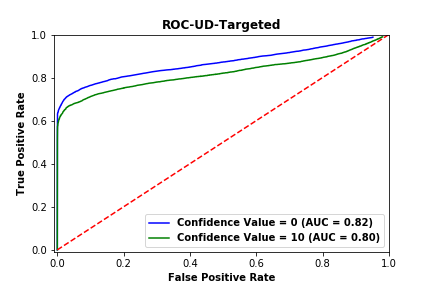 ROC-UD-Targeted
1.0
0.8
0.6
0.4
0.2
0.0
True Positive Rate
Confidence Value = 0 (AUC = 0.82)
Confidence Value = 10 (AUC = 0.80)
0.0 0.2 0.4 0.6 0.8 1.0
False Positive Rate